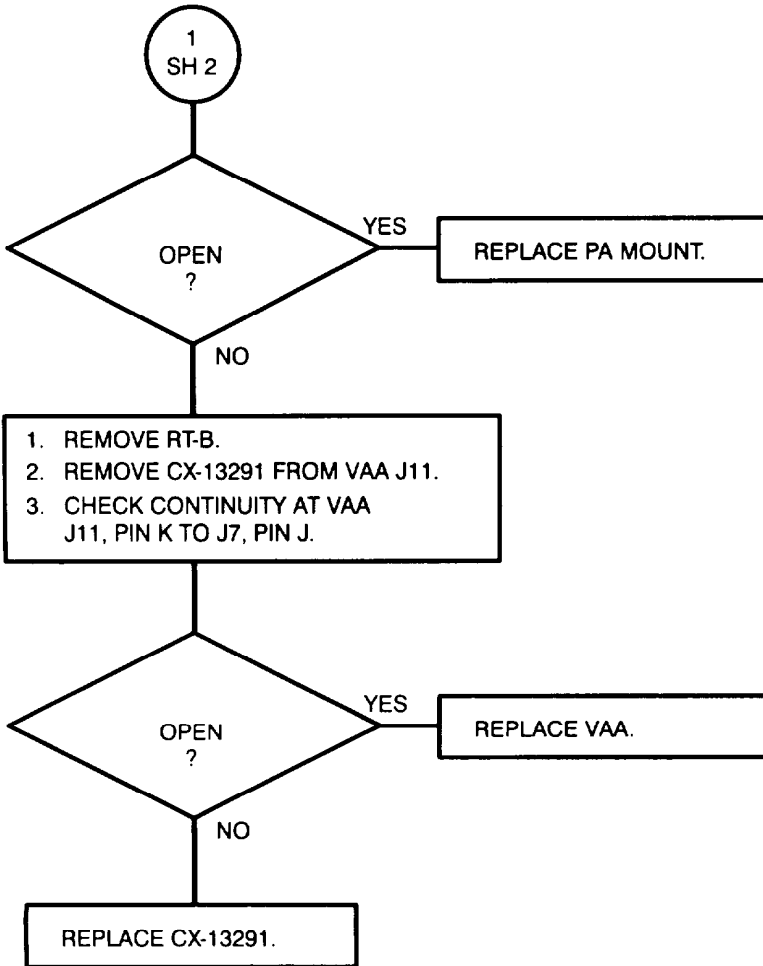 1
SH 2
OPEN
?
YES
REPLACE PA MOUNT.
NO
1. REMOVE RT-B.
2. REMOVE CX-13291 FROM VAA J11.
3. CHECK CONTINUITY AT VAA
J11, PIN K TO J7, PIN J.
OPEN
?
YES
REPLACE VAA.
NO
REPLACE CX-13291.